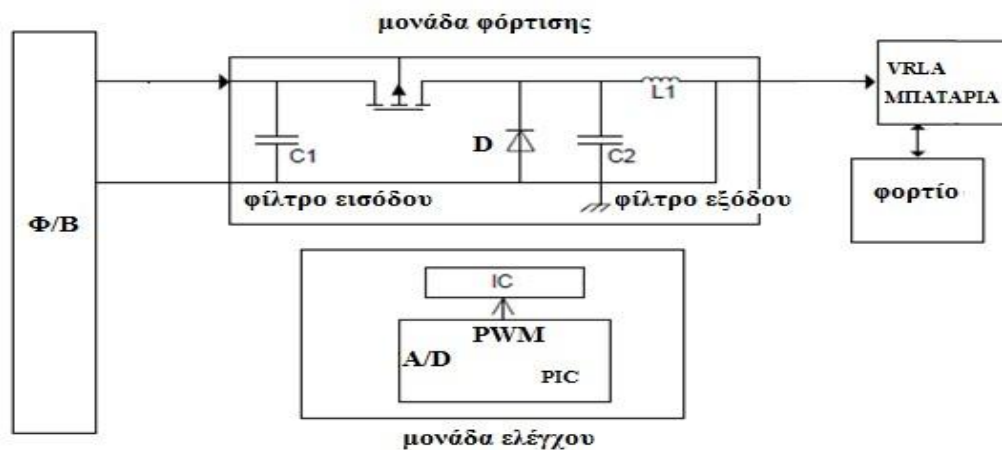 μονάδα φόρτισης
VRLA
ΜΠΑΤΑΡΙΑ
L1
C1
D
C2
φίλτρο εισόδου
φίλτρο εξόδου
φορτίο
Φ/Β
IC
PWM
A/D
PIC
μονάδα ελέγχου